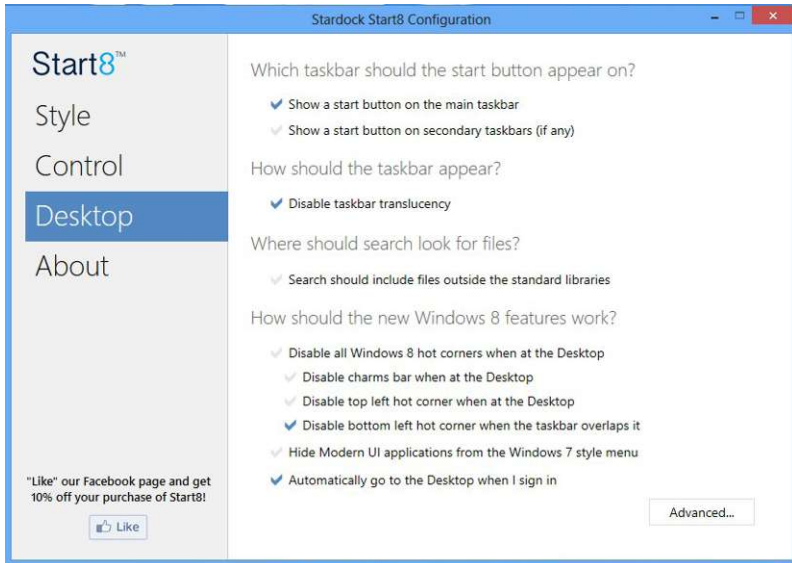 Stardock Start8 Configuration
Start8™
Style
Control
Desktop
About
"Like" our Facebook page and get
10% off your purchase of Start8!
Like
Which taskbar should the start button appear on?
Show a start button on the main taskbar
Show a start button on secondary taskbars (if any)
How should the taskbar appear?
Disable taskbar translucency
Where should search look for files?
Search should include files outside the standard libraries
How should the new Windows 8 features work?
Disable all Windows 8 hot corners when at the Desktop
Disable charms bar when at the Desktop
Disable top left hot corner when at the Desktop
Disable bottom left hot corner when the taskbar overlaps it
Hide Modern UI applications from the Windows 7 style menu
Automatically go to the Desktop when I sign in
Advanced...